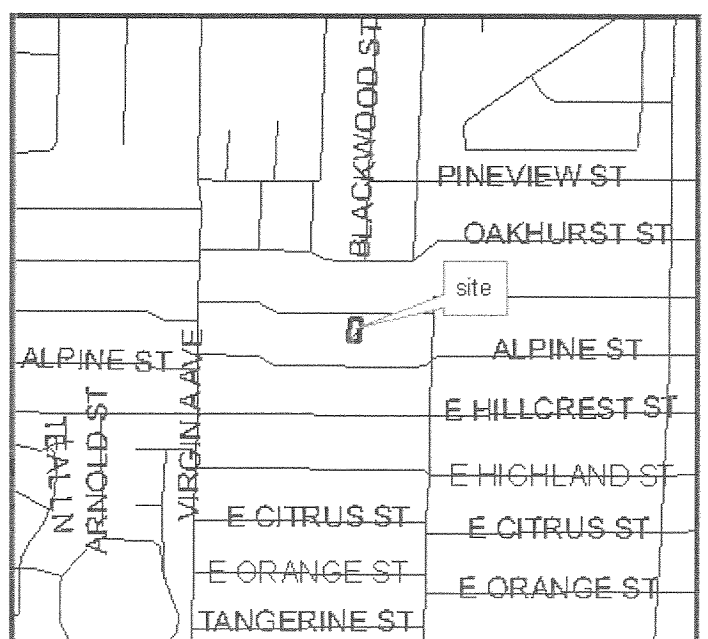 BLACKWOOD ST
PINEVIEW ST
OAKHURST ST
site
ALPINE ST
ALPINE ST
VIRGINIA AVE
E HILLCREST ST
ARNOLD ST
TEAL LN
E HIGHLAND ST
E CITRUS ST
E CITRUS ST
E ORANGE ST
E ORANGE ST
TANGERINE ST